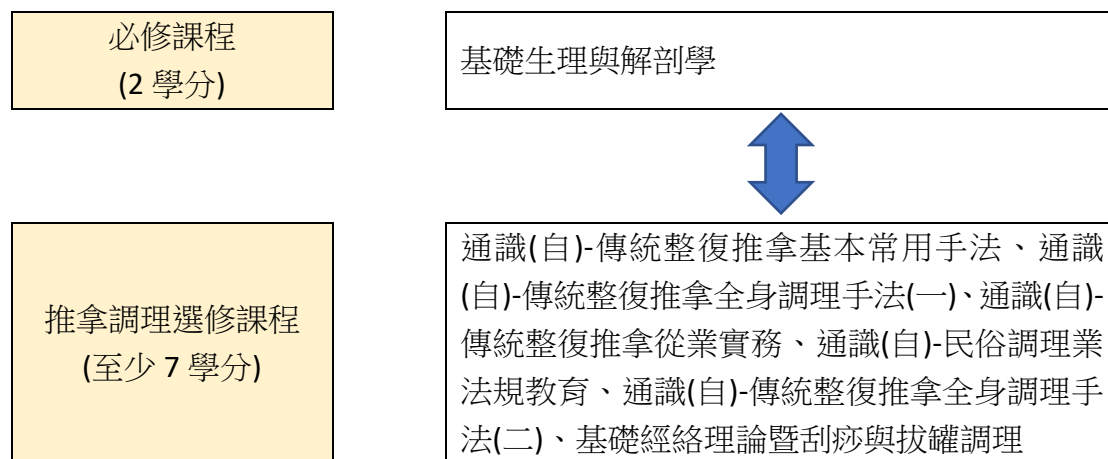 必修課程
(2 學分)
基礎生理與解剖學
推拿調理選修課程
(至少 7 學分)
通識(自)-傳統整復推拿基本常用手法、通識
(自)-傳統整復推拿全身調理手法(一)、通識(自)-
傳統整復推拿從業實務、通識(自)-民俗調理業
法規教育、通識(自)-傳統整復推拿全身調理手
法(二)、基礎經絡理論暨刮痧與拔罐調理